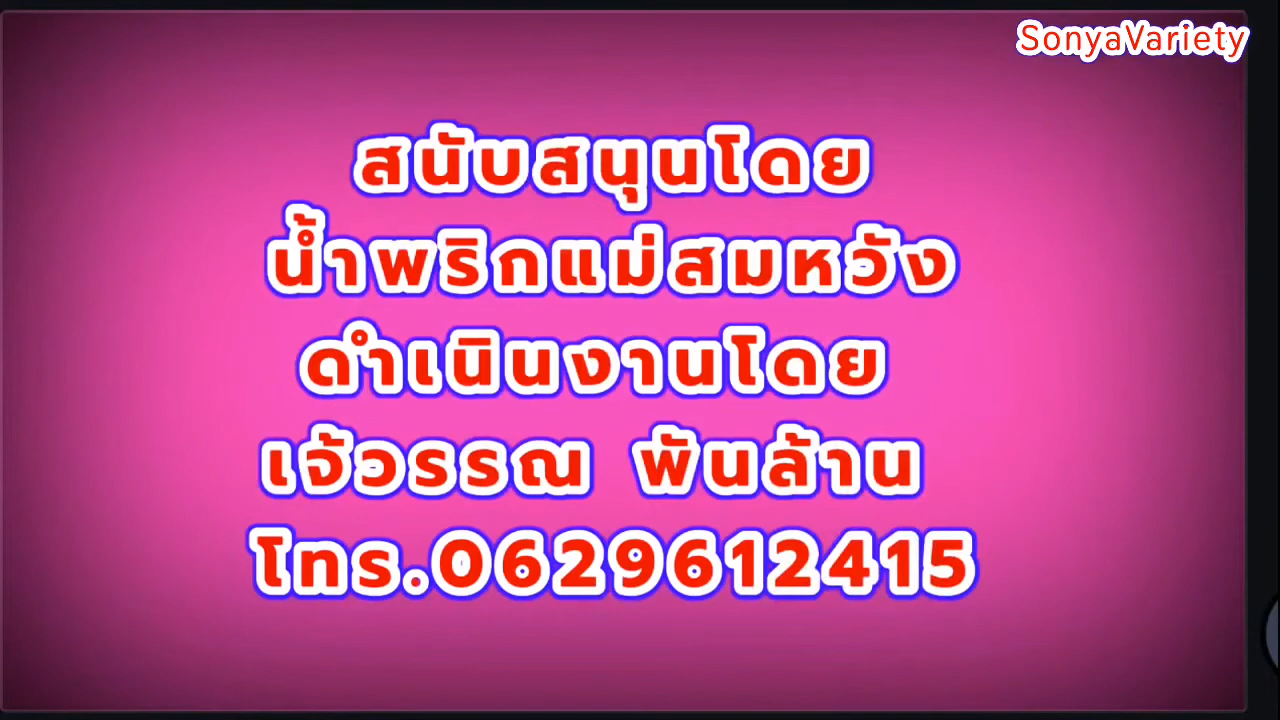 SonyaVariety
สนับสนุนโดย
น้ำพริกแม่สมหวัง
ดำเนินงานโดย
เจ้วรรณ พันล้าน
โทร.0629612415